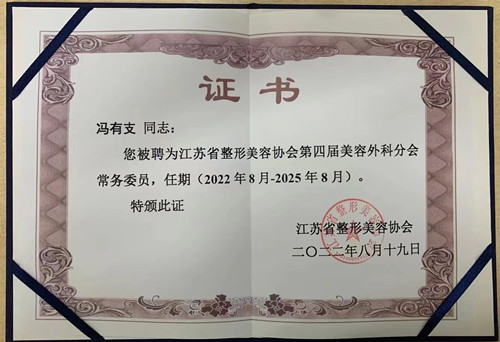 证书
冯有支 同志：
您被聘为江苏省整形美容协会第四届美容外科分会
常务委员，任期（2022年8月-2025年8月）。
特颁此证
江苏省整形美容协会
二〇二二年八月十九日